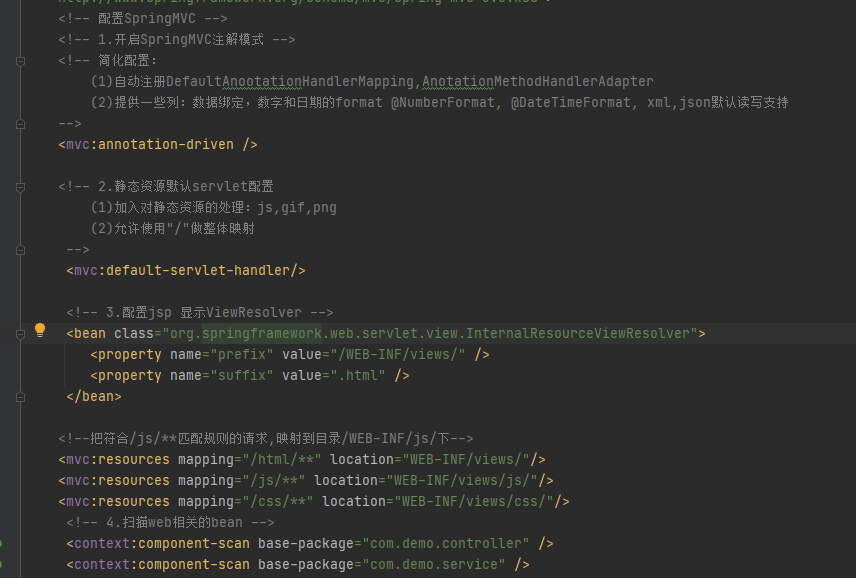 <!-- 配置SpringMVC -->
<!-- 1.开启SpringMVC注解模式 -->
<!-- 简化配置:
(1)自动注册DefaultAnootationHandlerMapping,AnotationMethodHandlerAdapter
(2)提供一些列：数据绑定，数字和日期的format @NumberFormat, @DateTimeFormat, xml,json默认读写支持
-->
<mvc:annotation-driven />
<!-- 2.静态资源默认servlet配置
(1)加入对静态资源的处理：js,gif,png
(2)允许使用"/"做整体映射
-->
<mvc:default-servlet-handler/>
<!-- 3.配置jsp 显示ViewResolver -->
<bean class="org.springframework.web.servlet.view.InternalResourceViewResolver">
<property name="prefix" value="/WEB-INF/views/" />
<property name="suffix" value=".html" />
</bean>
<!--把符合/js/**匹配规则的请求,映射到目录/WEB-INF/js/下-->
<mvc:resources mapping="/html/**" location="WEB-INF/views/"/>
<mvc:resources mapping="/js/**" location="WEB-INF/views/js/"/>
<mvc:resources mapping="/css/**" location="WEB-INF/views/css/"/>
<!-- 4.扫描web相关的bean -->
<context:component-scan base-package="com.demo.controller" />
<context:component-scan base-package="com.demo.service" />